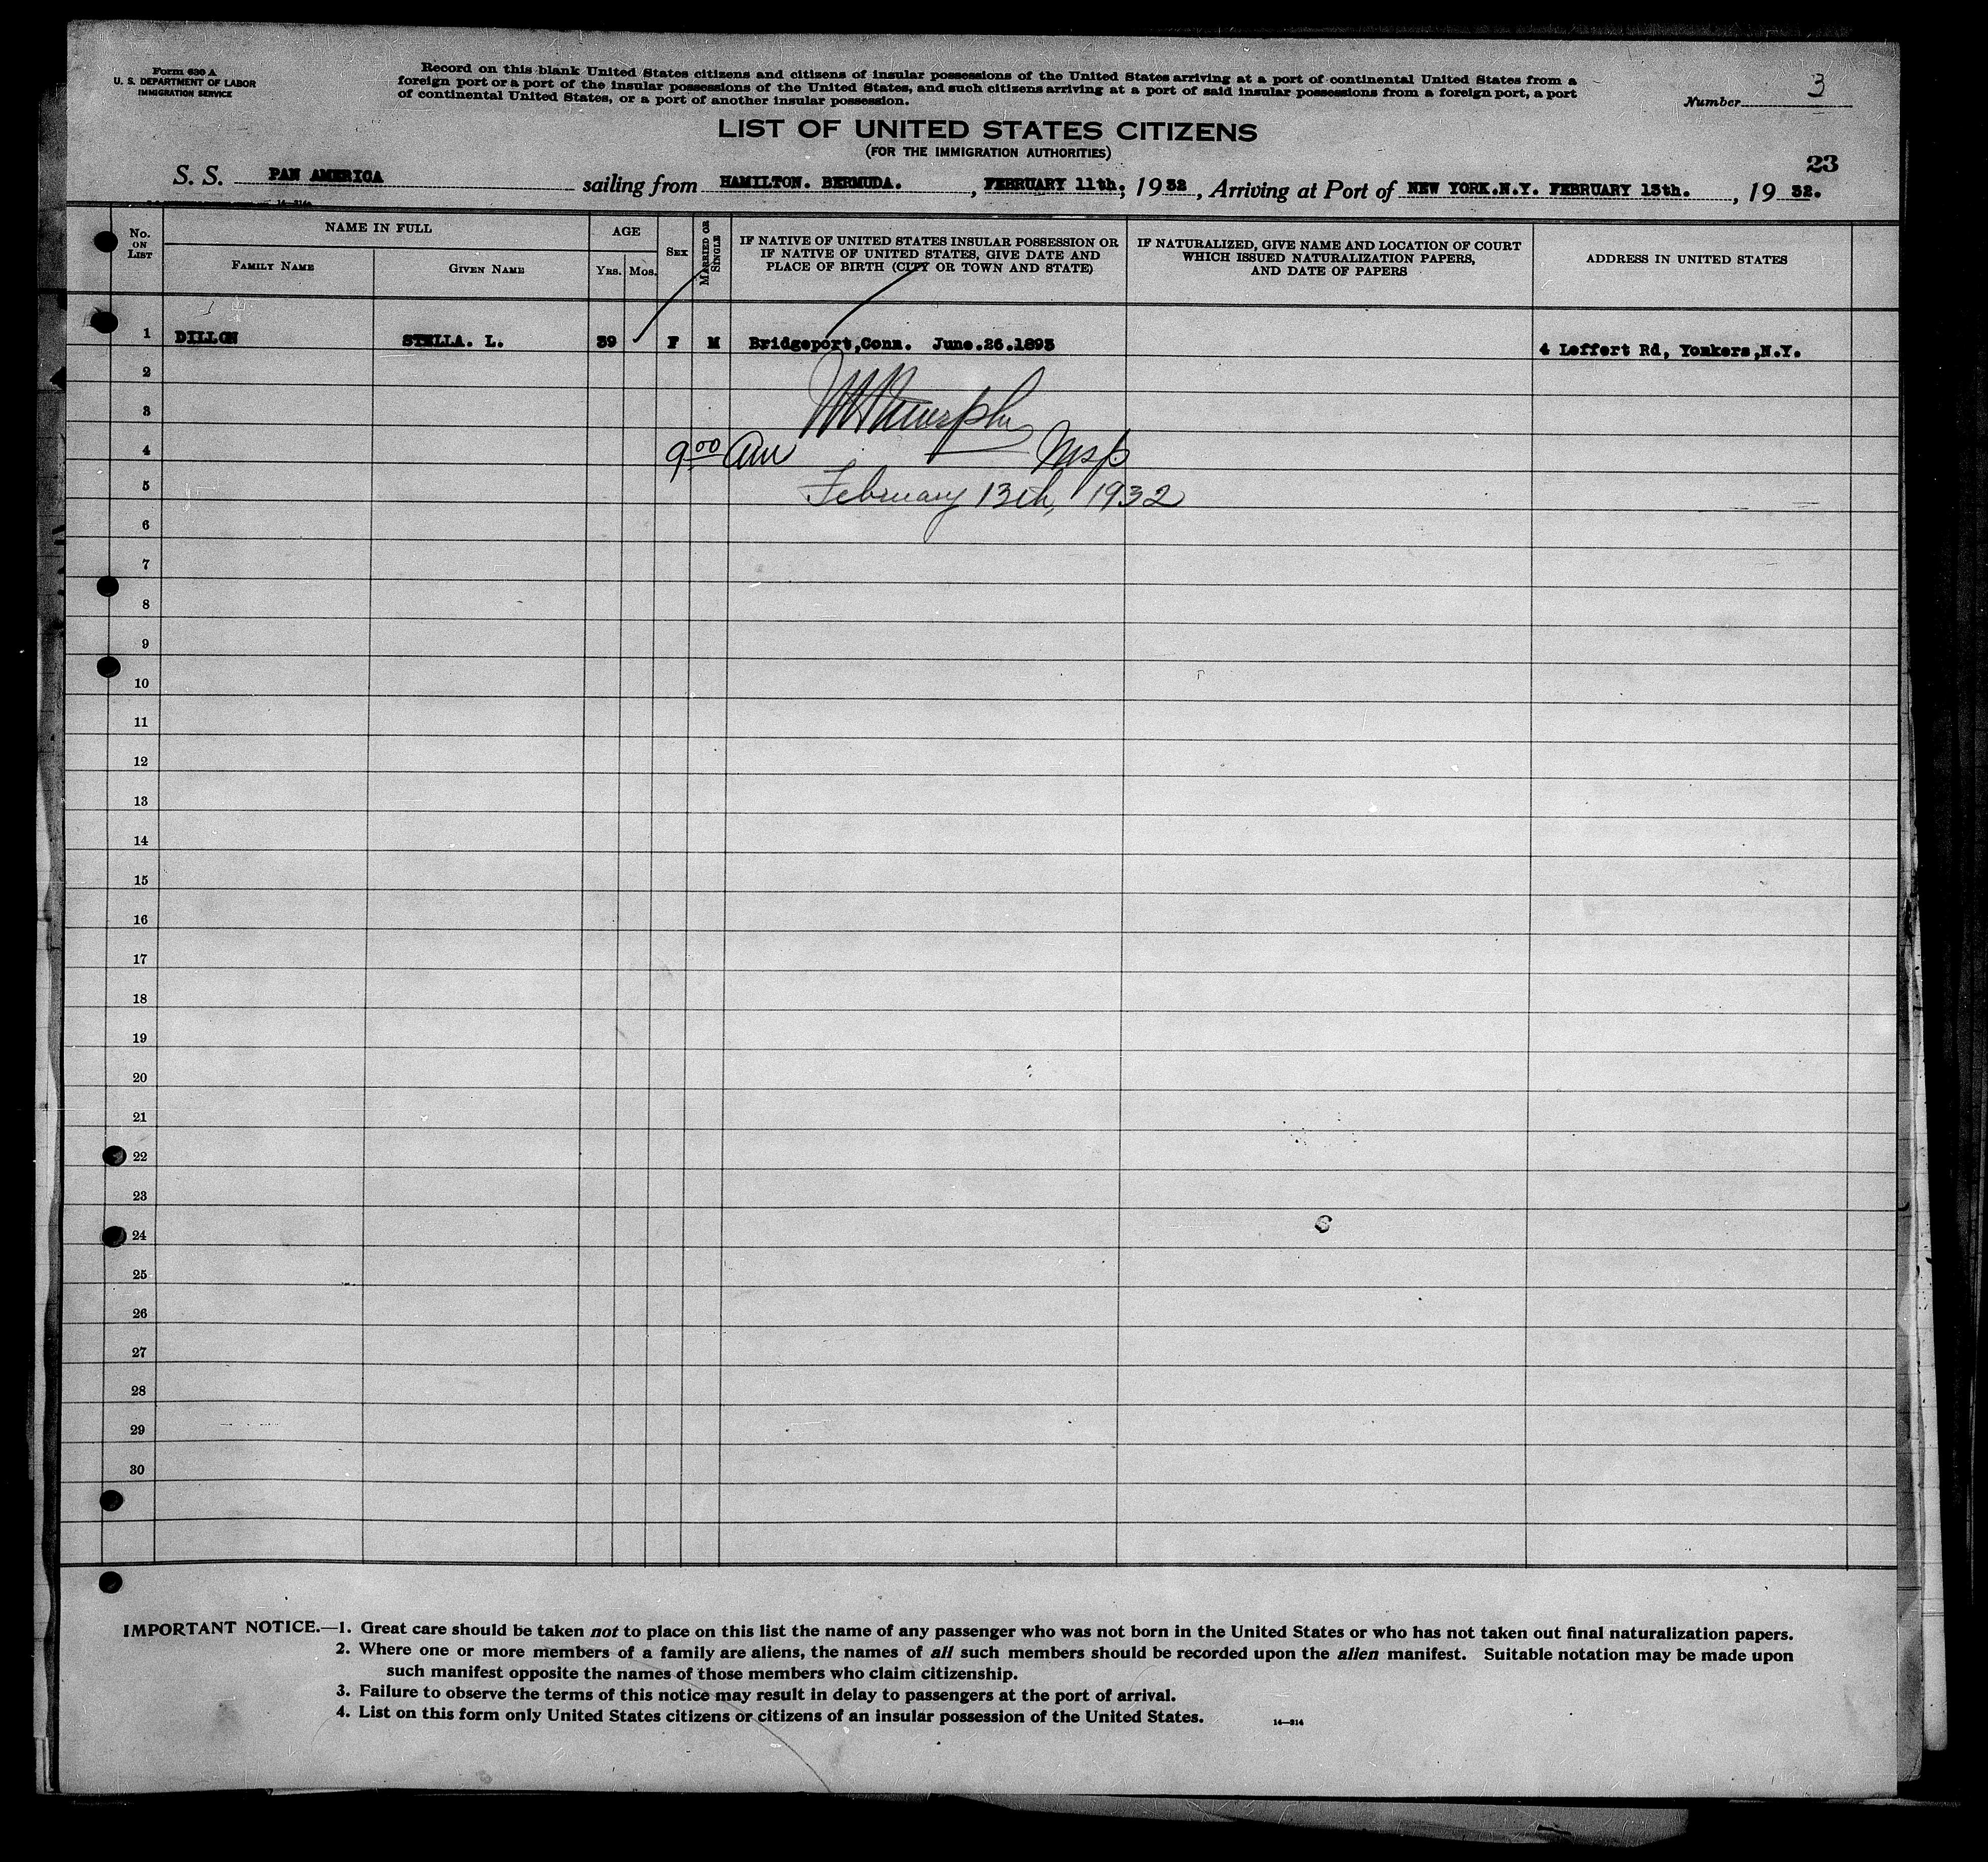 Form 630 A
U. S. DEPARTMENT OF LABOR
IMMIGRATION SERVICE
Record on this blank United States citizens and citizens of insular possessions of the United States arriving at a port of continental United States from a
foreign port or a port of the insular possessions of the United States, and such citizens arriving at a port of said insular possessions from a foreign port, a port
of continental United States, or a port of another insular possession.
Number 3
LIST OF UNITED STATES CITIZENS
(FOR THE IMMIGRATION AUTHORITIES)
23
S. S. PAN AMERICA sailing from HAMILTON. BERMUDA. , FEBRUARY 11th; 1932 , Arriving at Port of NEW YORK.N.Y. FEBRUARY 13th. , 19 32.
No. ON LIST
NAME IN FULL
FAMILY NAME
GIVEN NAME
AGE
YRS.
MOS.
SEX
MARRIED OR SINGLE
IF NATIVE OF UNITED STATES INSULAR POSSESSION OR
IF NATIVE OF UNITED STATES, GIVE DATE AND
PLACE OF BIRTH (CITY OR TOWN AND STATE)
IF NATURALIZED, GIVE NAME AND LOCATION OF COURT
WHICH ISSUED NATURALIZATION PAPERS,
AND DATE OF PAPERS
ADDRESS IN UNITED STATES
1 DILLON STELLA. L. 39 F M Bridgeport,Conn. June.26.1893 4 Leffert Rd, Yonkers,N.Y.
2
3 Murphy
4 9 00 am Insp
5 February 13th, 1932
6
7
8
9
10
11
12
13
14
15
16
17
18
19
20
21
22
23
24
25
26
27
28
29
30
IMPORTANT NOTICE.—1. Great care should be taken not to place on this list the name of any passenger who was not born in the United States or who has not taken out final naturalization papers.
2. Where one or more members of a family are aliens, the names of all such members should be recorded upon the alien manifest. Suitable notation may be made upon
such manifest opposite the names of those members who claim citizenship.
3. Failure to observe the terms of this notice may result in delay to passengers at the port of arrival.
4. List on this form only United States citizens or citizens of an insular possession of the United States.
14—314